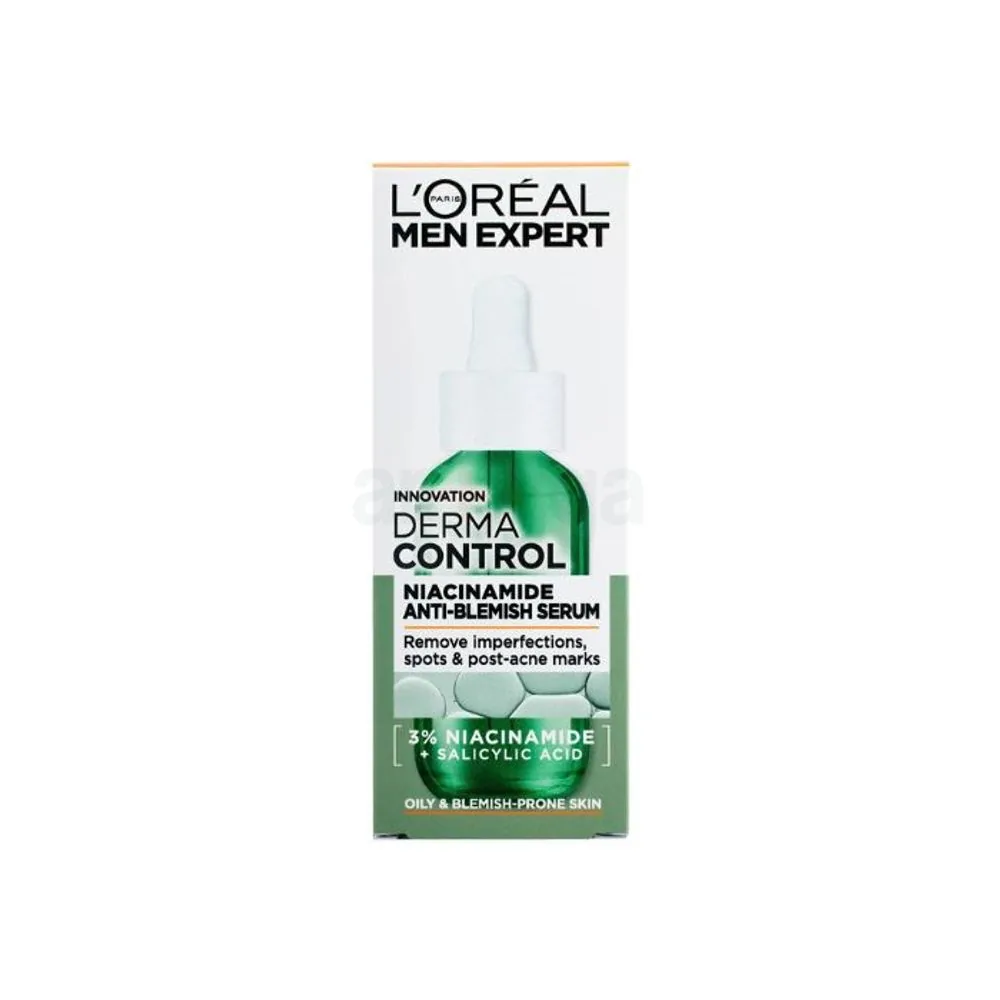 L'ORÉAL
PARIS
MEN EXPERT
INNOVATION
DERMA
CONTROL
NIACINAMIDE
ANTI-BLEMISH SERUM
Remove imperfections,
spots & post-acne marks
3% NIACINAMIDE
+ SALICYLIC ACID
OILY & BLEMISH-PRONE SKIN